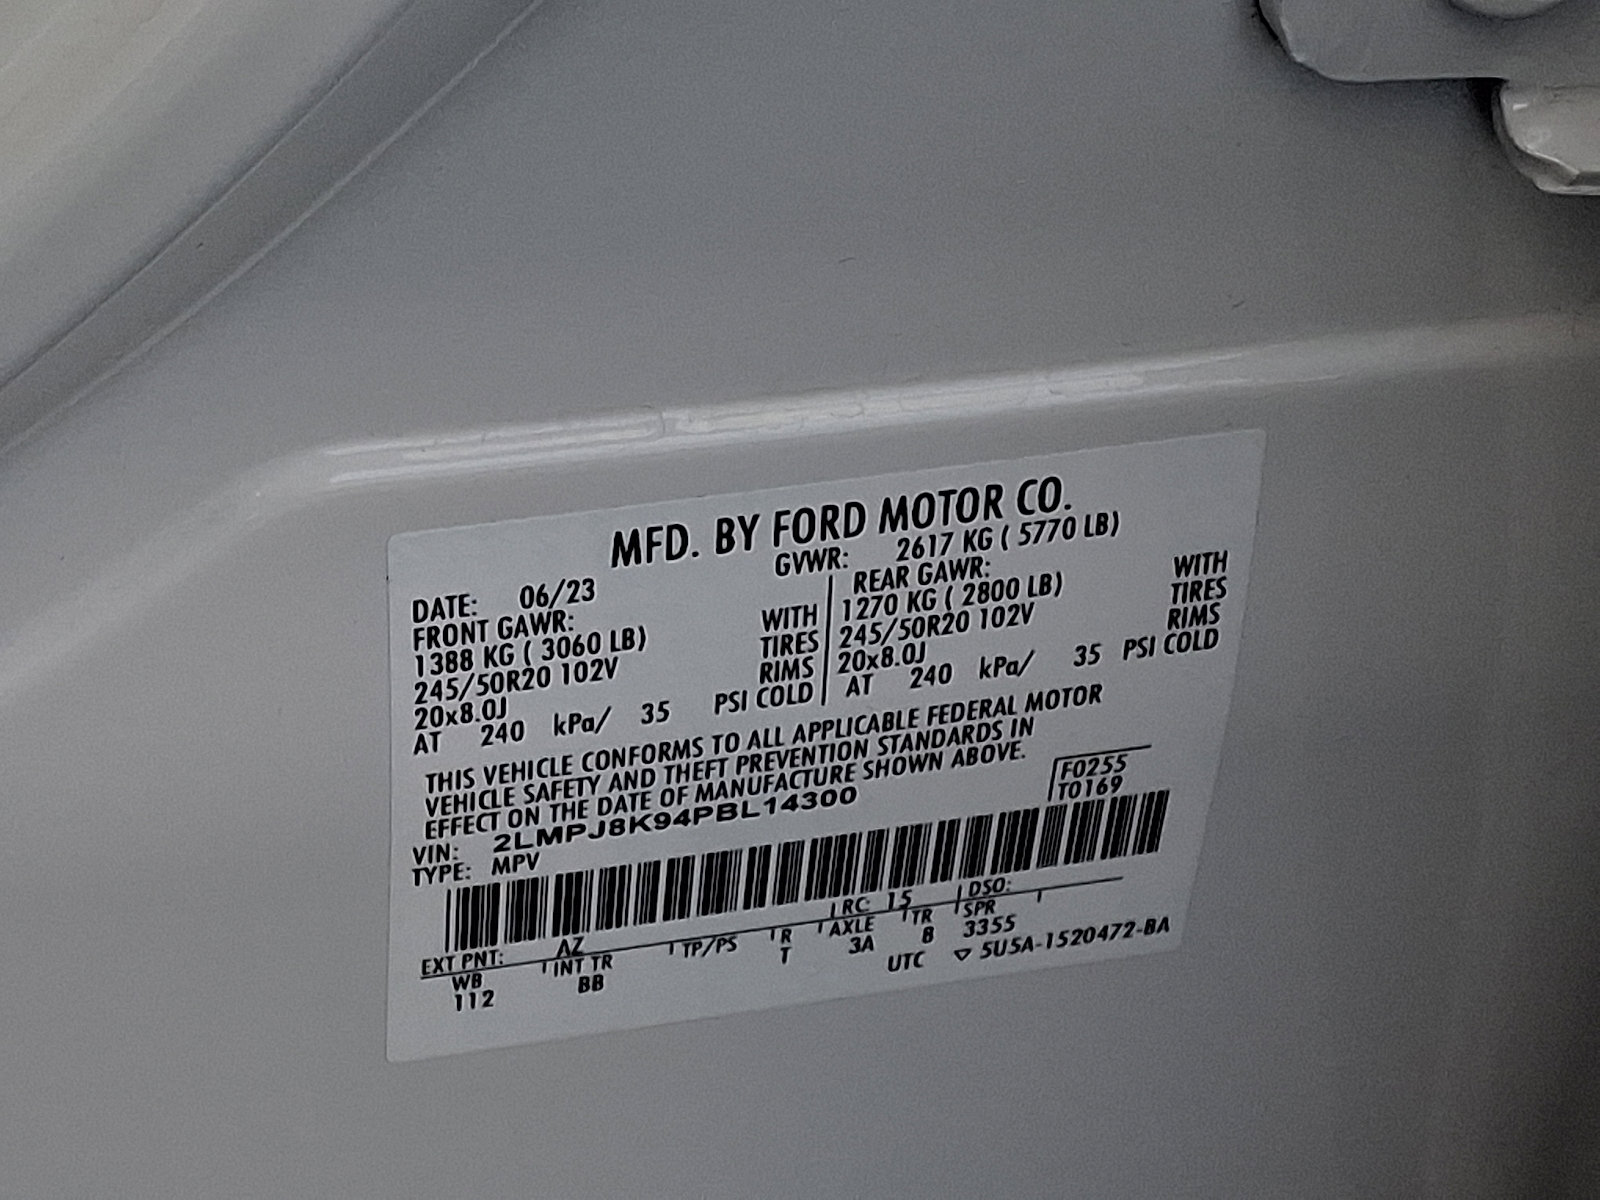 MFD. BY FORD MOTOR CO.
DATE: 06/23 GVWR: 2617 KG ( 5770 LB)
FRONT GAWR: REAR GAWR:
1388 KG ( 3060 LB) WITH 1270 KG ( 2800 LB) WITH
245/50R20 102V TIRES 245/50R20 102V TIRES
20x8.0J RIMS 20x8.0J RIMS
AT 240 kPa/ 35 PSI COLD AT 240 kPa/ 35 PSI COLD
THIS VEHICLE CONFORMS TO ALL APPLICABLE FEDERAL MOTOR
VEHICLE SAFETY AND THEFT PREVENTION STANDARDS IN
EFFECT ON THE DATE OF MANUFACTURE SHOWN ABOVE.
F0255
T0169
VIN: 2LMPJ8K94PBL14300
TYPE: MPV
EXT PNT: AZ RC: 15 DSO:
WB INT TR TP/PS R AXLE TR SPR
112 BB T 3A B 3355
UTC ▽ 5U5A-1520472-BA